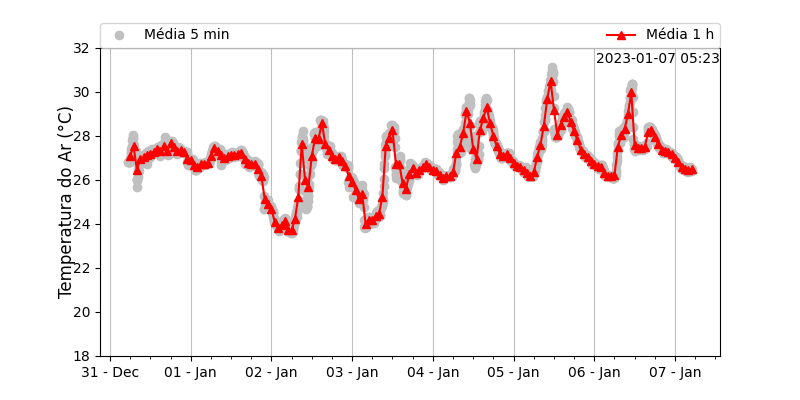 Média 5 min
Média 1 h
2023-01-07 05:23
Temperatura do Ar (°C)
32
30
28
26
24
22
20
18
31 - Dec
01 - Jan
02 - Jan
03 - Jan
04 - Jan
05 - Jan
06 - Jan
07 - Jan